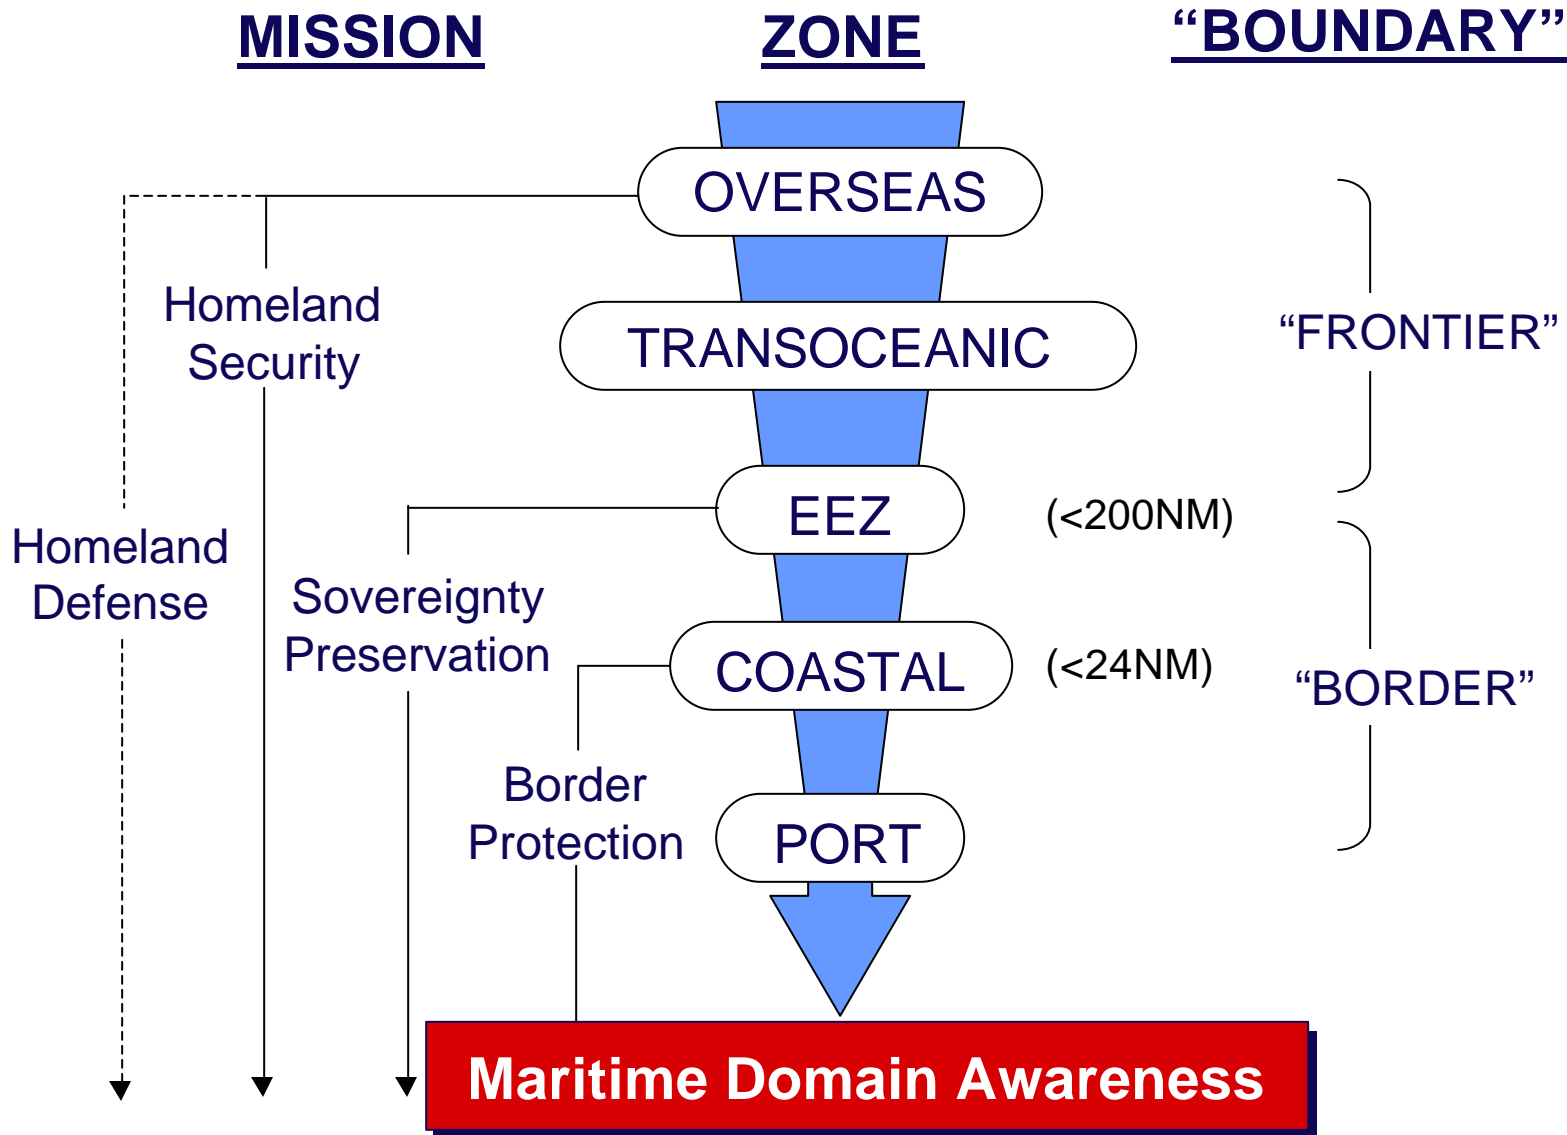 MISSION
ZONE
“BOUNDARY”
OVERSEAS
Homeland
Security
TRANSOCEANIC
“FRONTIER”
EEZ
(<200NM)
Homeland
Defense
Sovereignty
Preservation
COASTAL
(<24NM)
“BORDER”
Border
Protection
PORT
Maritime Domain Awareness